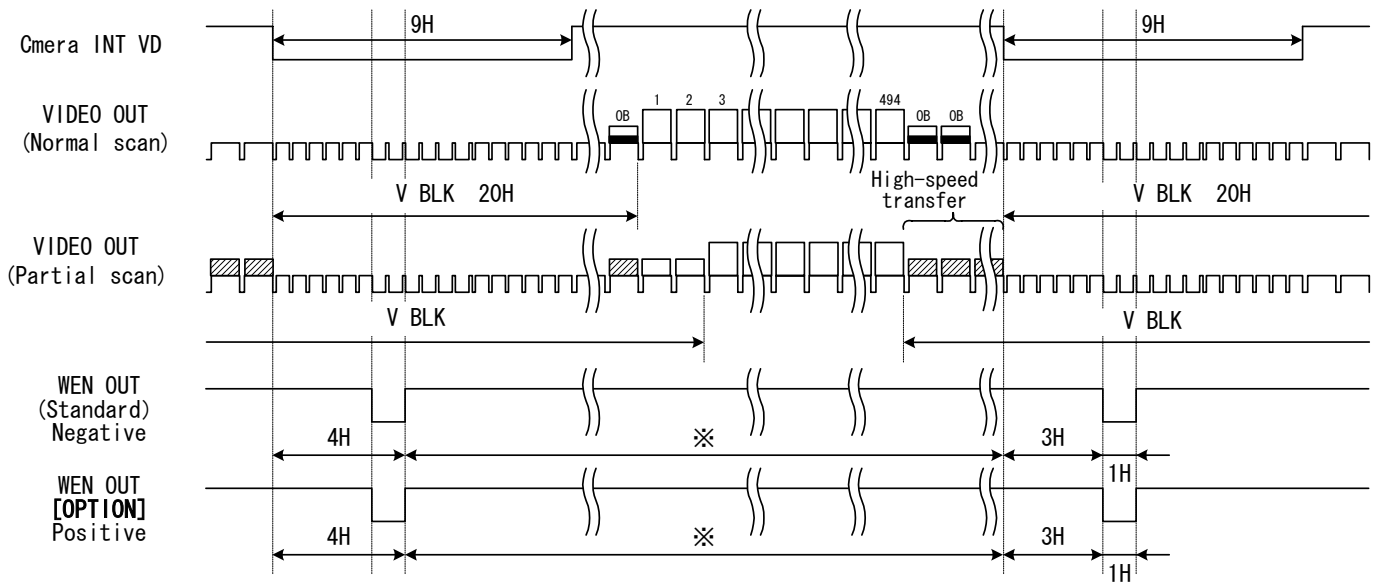 9H 9H
Cmera INT VD
VIDEO OUT
(Normal scan)
OB 1 2 3 494 OB OB
V BLK 20H
High-speed
transfer
V BLK 20H
VIDEO OUT
(Partial scan)
V BLK V BLK
WEN OUT
(Standard)
Negative
4H ※ 3H
1H
WEN OUT
[OPTION]
Positive
4H ※ 3H
1H